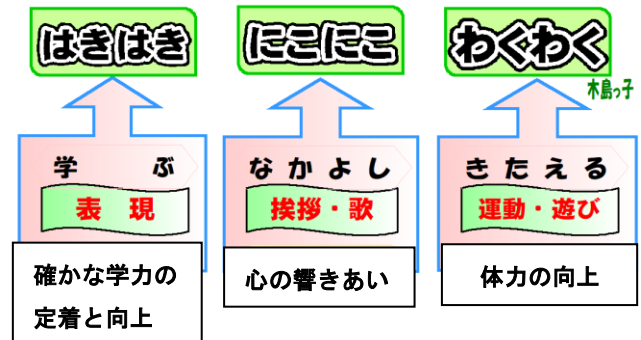 はきはき
にこにこ
わくわく
木島っ子
学ぶ
表現
確かな学力の
定着と向上
なかよし
挨拶・歌
心の響きあい
きたえる
運動・遊び
体力の向上